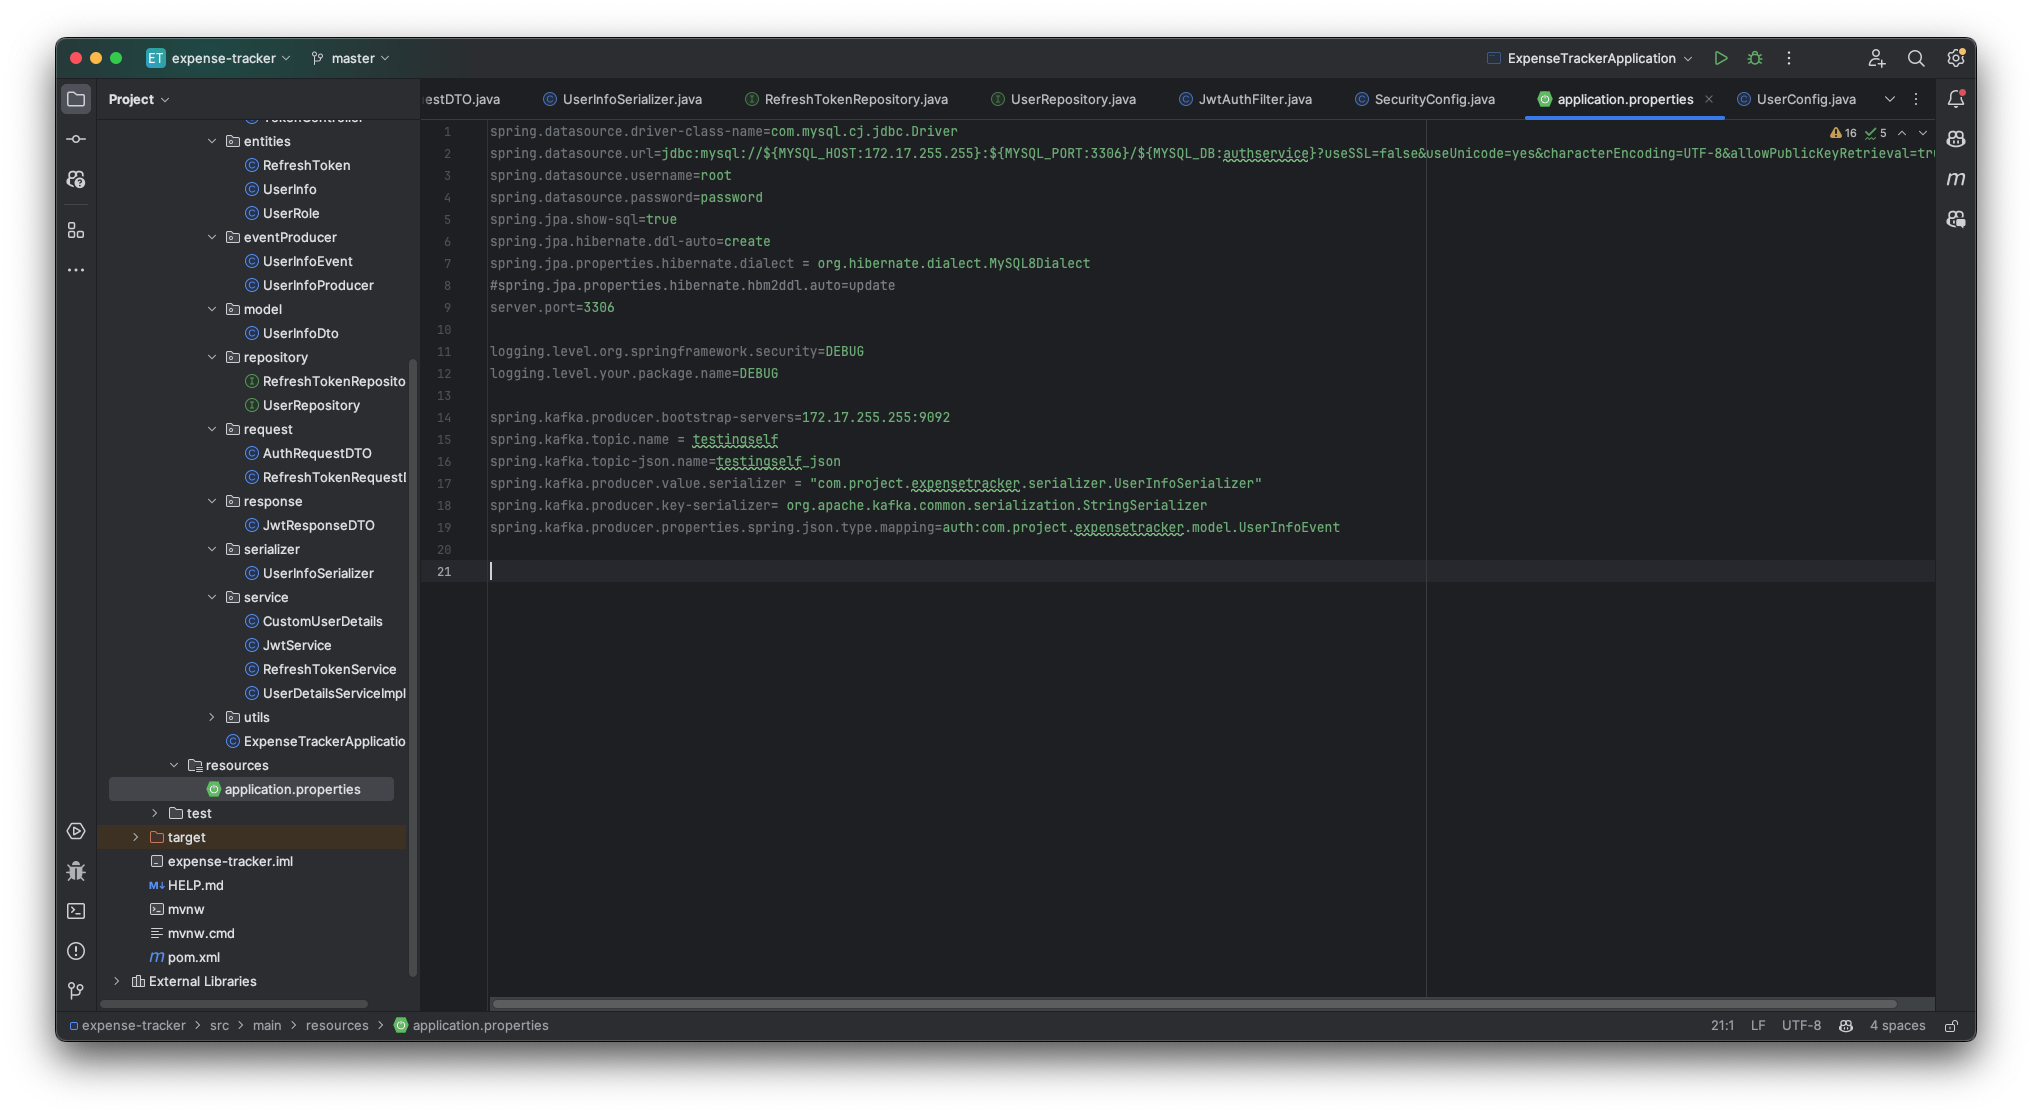 ET expense-tracker master ExpenseTrackerApplication
Project
estDTO.java UserInfoSerializer.java RefreshTokenRepository.java UserRepository.java JwtAuthFilter.java SecurityConfig.java application.properties UserConfig.java
TokenController
entities
RefreshToken
UserInfo
UserRole
eventProducer
UserInfoEvent
UserInfoProducer
model
UserInfoDto
repository
RefreshTokenReposito
UserRepository
request
AuthRequestDTO
RefreshTokenRequest
response
JwtResponseDTO
serializer
UserInfoSerializer
service
CustomUserDetails
JwtService
RefreshTokenService
UserDetailsServiceImpl
utils
ExpenseTrackerApplicatio
resources
application.properties
test
target
expense-tracker.iml
HELP.md
mvnw
mvnw.cmd
pom.xml
External Libraries
16 5
1 spring.datasource.driver-class-name=com.mysql.cj.jdbc.Driver
2 spring.datasource.url=jdbc:mysql://${MYSQL_HOST:172.17.255.255}:${MYSQL_PORT:3306}/${MYSQL_DB:authservice}?useSSL=false&useUnicode=yes&characterEncoding=UTF-8&allowPublicKeyRetrieval=tru
3 spring.datasource.username=root
4 spring.datasource.password=password
5 spring.jpa.show-sql=true
6 spring.jpa.hibernate.ddl-auto=create
7 spring.jpa.properties.hibernate.dialect = org.hibernate.dialect.MySQL8Dialect
8 #spring.jpa.properties.hibernate.hbm2ddl.auto=update
9 server.port=3306
10
11 logging.level.org.springframework.security=DEBUG
12 logging.level.your.package.name=DEBUG
13
14 spring.kafka.producer.bootstrap-servers=172.17.255.255:9092
15 spring.kafka.topic.name = testingself
16 spring.kafka.topic-json.name=testingself_json
17 spring.kafka.producer.value.serializer = "com.project.expensetracker.serializer.UserInfoSerializer"
18 spring.kafka.producer.key-serializer= org.apache.kafka.common.serialization.StringSerializer
19 spring.kafka.producer.properties.spring.json.type.mapping=auth:com.project.expensetracker.model.UserInfoEvent
20
21
expense-tracker > src > main > resources > application.properties
21:1 LF UTF-8 4 spaces